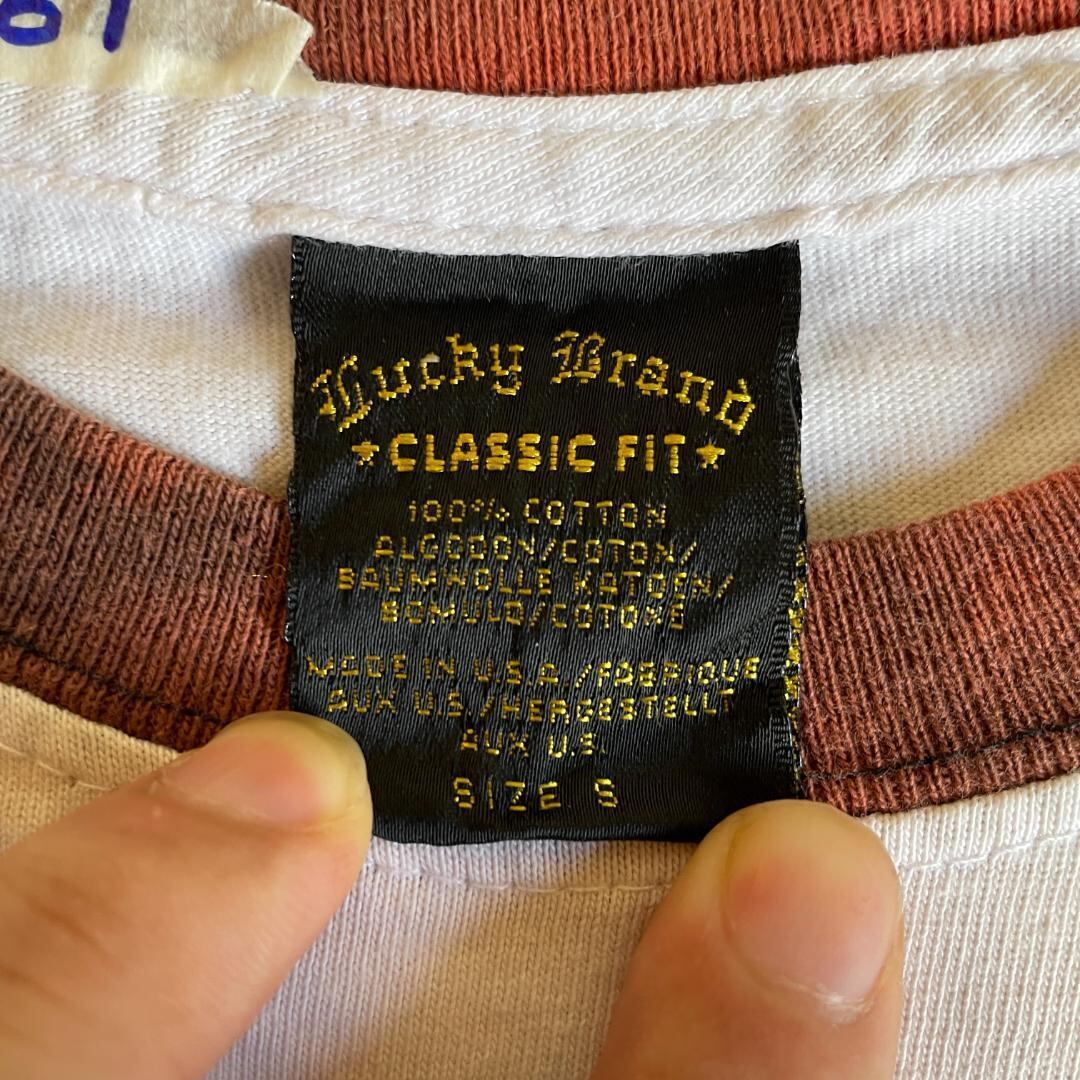 67
Lucky Brand
★CLASSIC FIT★
100% COTTON
ALGODON/COTON/
BAUMWOLLE KATOEN/
BOMULD/COTONE
MADE IN U.S.A./FABRIQUE
AUX U.S./HERGESTELLT
AUX U.S.
SIZE S